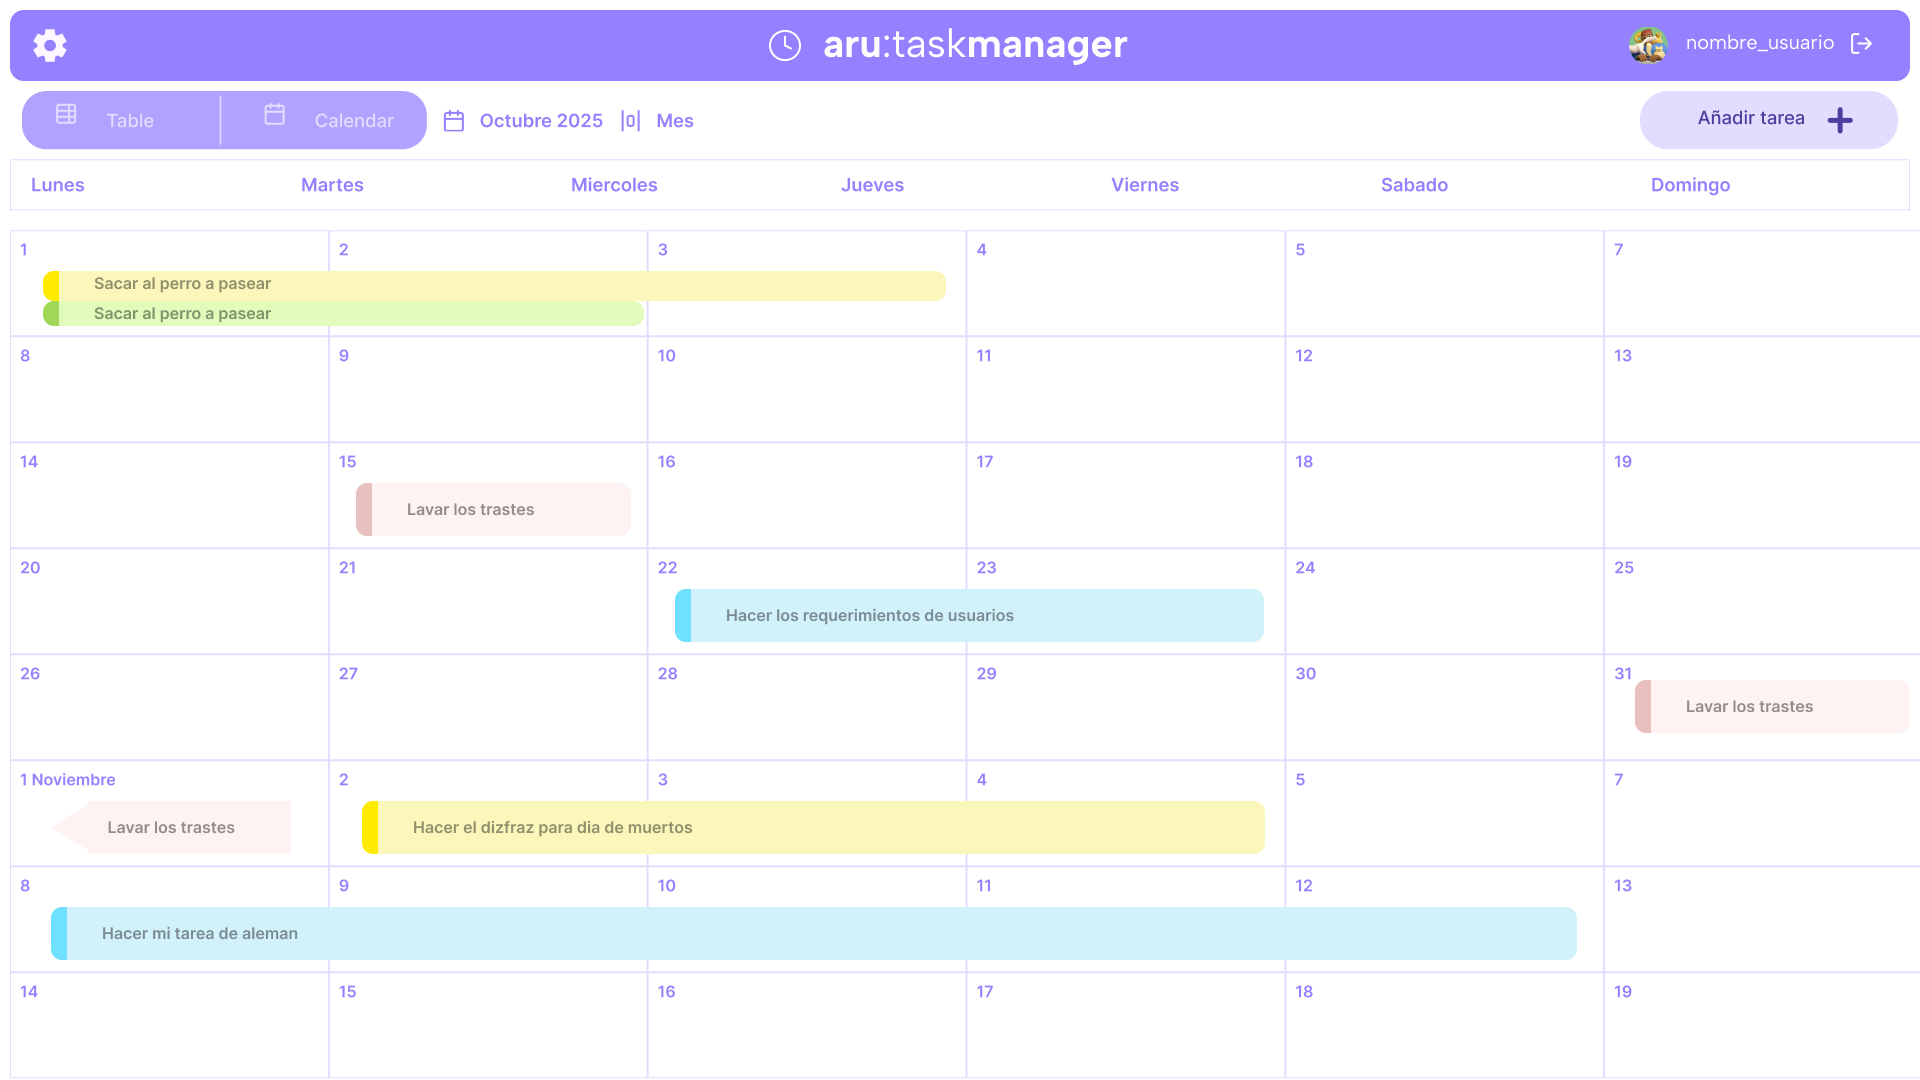 aru:taskmanager
nombre_usuario
Table
Calendar
Octubre 2025
Mes
Añadir tarea
Lunes Martes Miercoles Jueves Viernes Sabado Domingo
1 2 3 4 5 7
Sacar al perro a pasear
Sacar al perro a pasear
8 9 10 11 12 13
14 15 16 17 18 19
Lavar los trastes
20 21 22 23 24 25
Hacer los requerimientos de usuarios
26 27 28 29 30 31
Lavar los trastes
1 Noviembre 2 3 4 5 7
Lavar los trastes
Hacer el dizfraz para dia de muertos
8 9 10 11 12 13
Hacer mi tarea de aleman
14 15 16 17 18 19